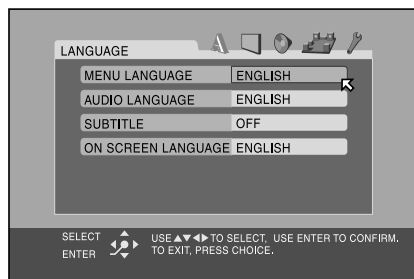 LANGUAGE
MENU LANGUAGE ENGLISH
AUDIO LANGUAGE ENGLISH
SUBTITLE OFF
ON SCREEN LANGUAGE ENGLISH
SELECT
ENTER
USE ▲▼◀▶ TO SELECT, USE ENTER TO CONFIRM.
TO EXIT, PRESS CHOICE.